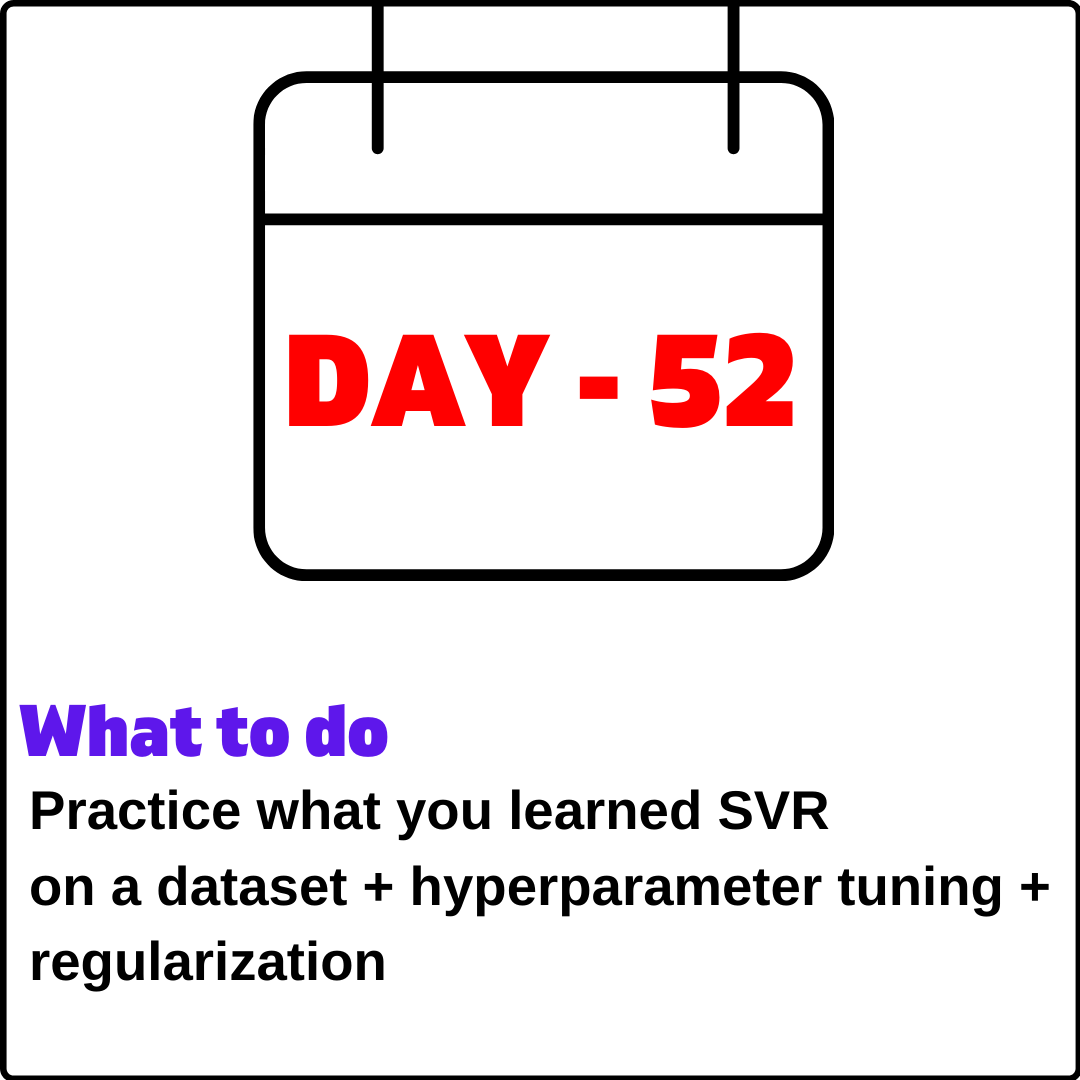 DAY - 52
What to do
Practice what you learned SVR
on a dataset + hyperparameter tuning +
regularization